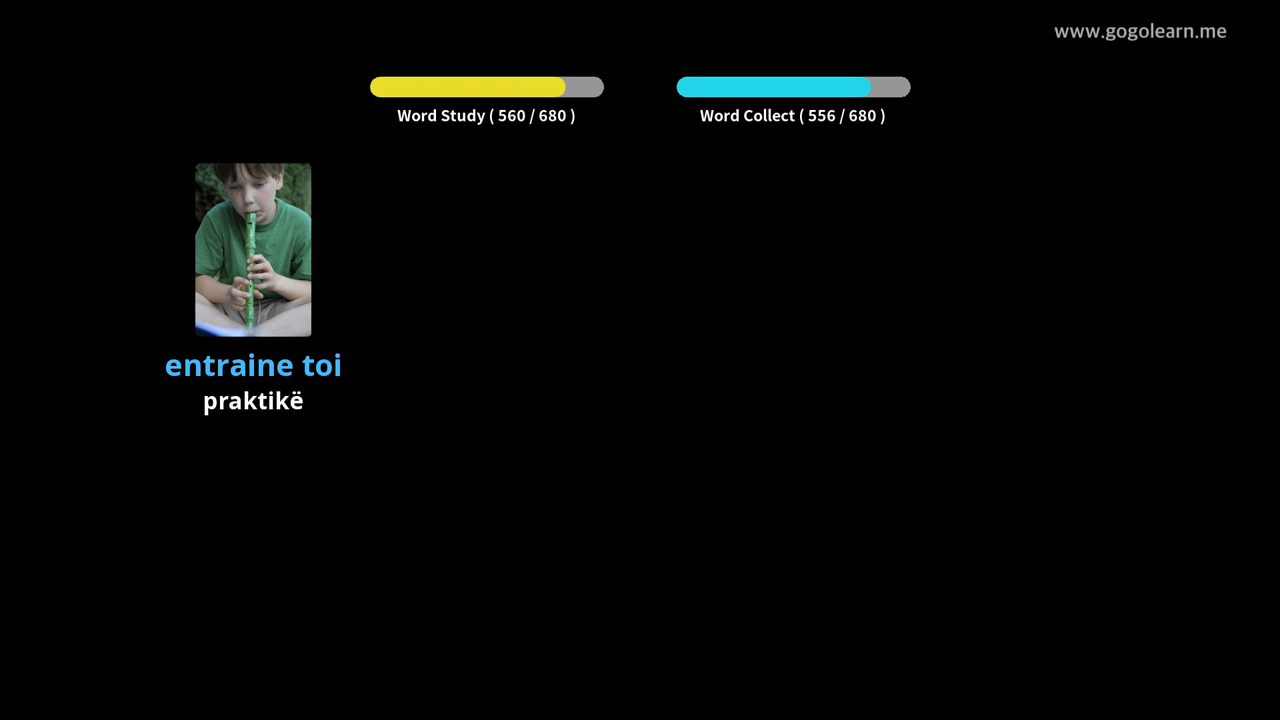 www.gogolearn.me
Word Study ( 560 / 680 )
Word Collect ( 556 / 680 )
entraine toi
praktikë